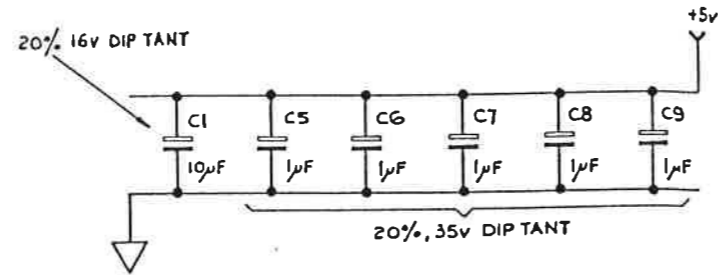 +5v
20% 16v DIP TANT
C1 C5 C6 C7 C8 C9
10µF 1µF 1µF 1µF 1µF 1µF
20%, 35v DIP TANT